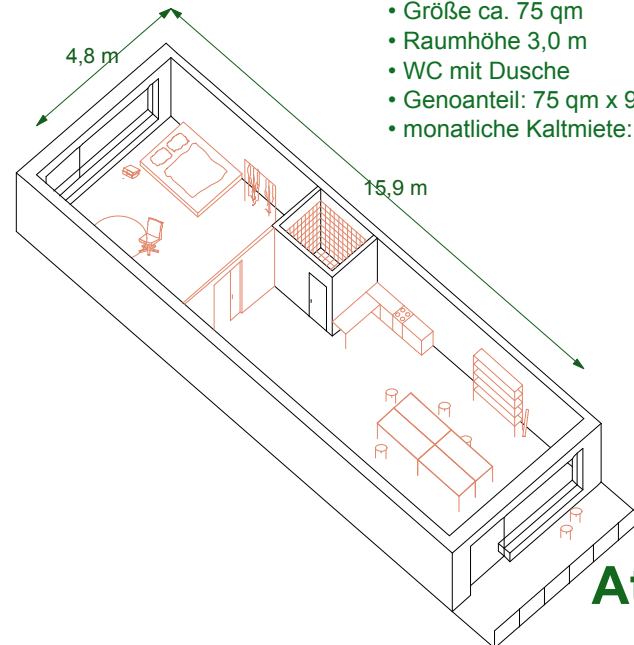 • Größe ca. 75 qm
• Raumhöhe 3,0 m
• WC mit Dusche
• Genoanteil: 75 qm x 9
• monatliche Kaltmiete:
4,8 m
15,9 m